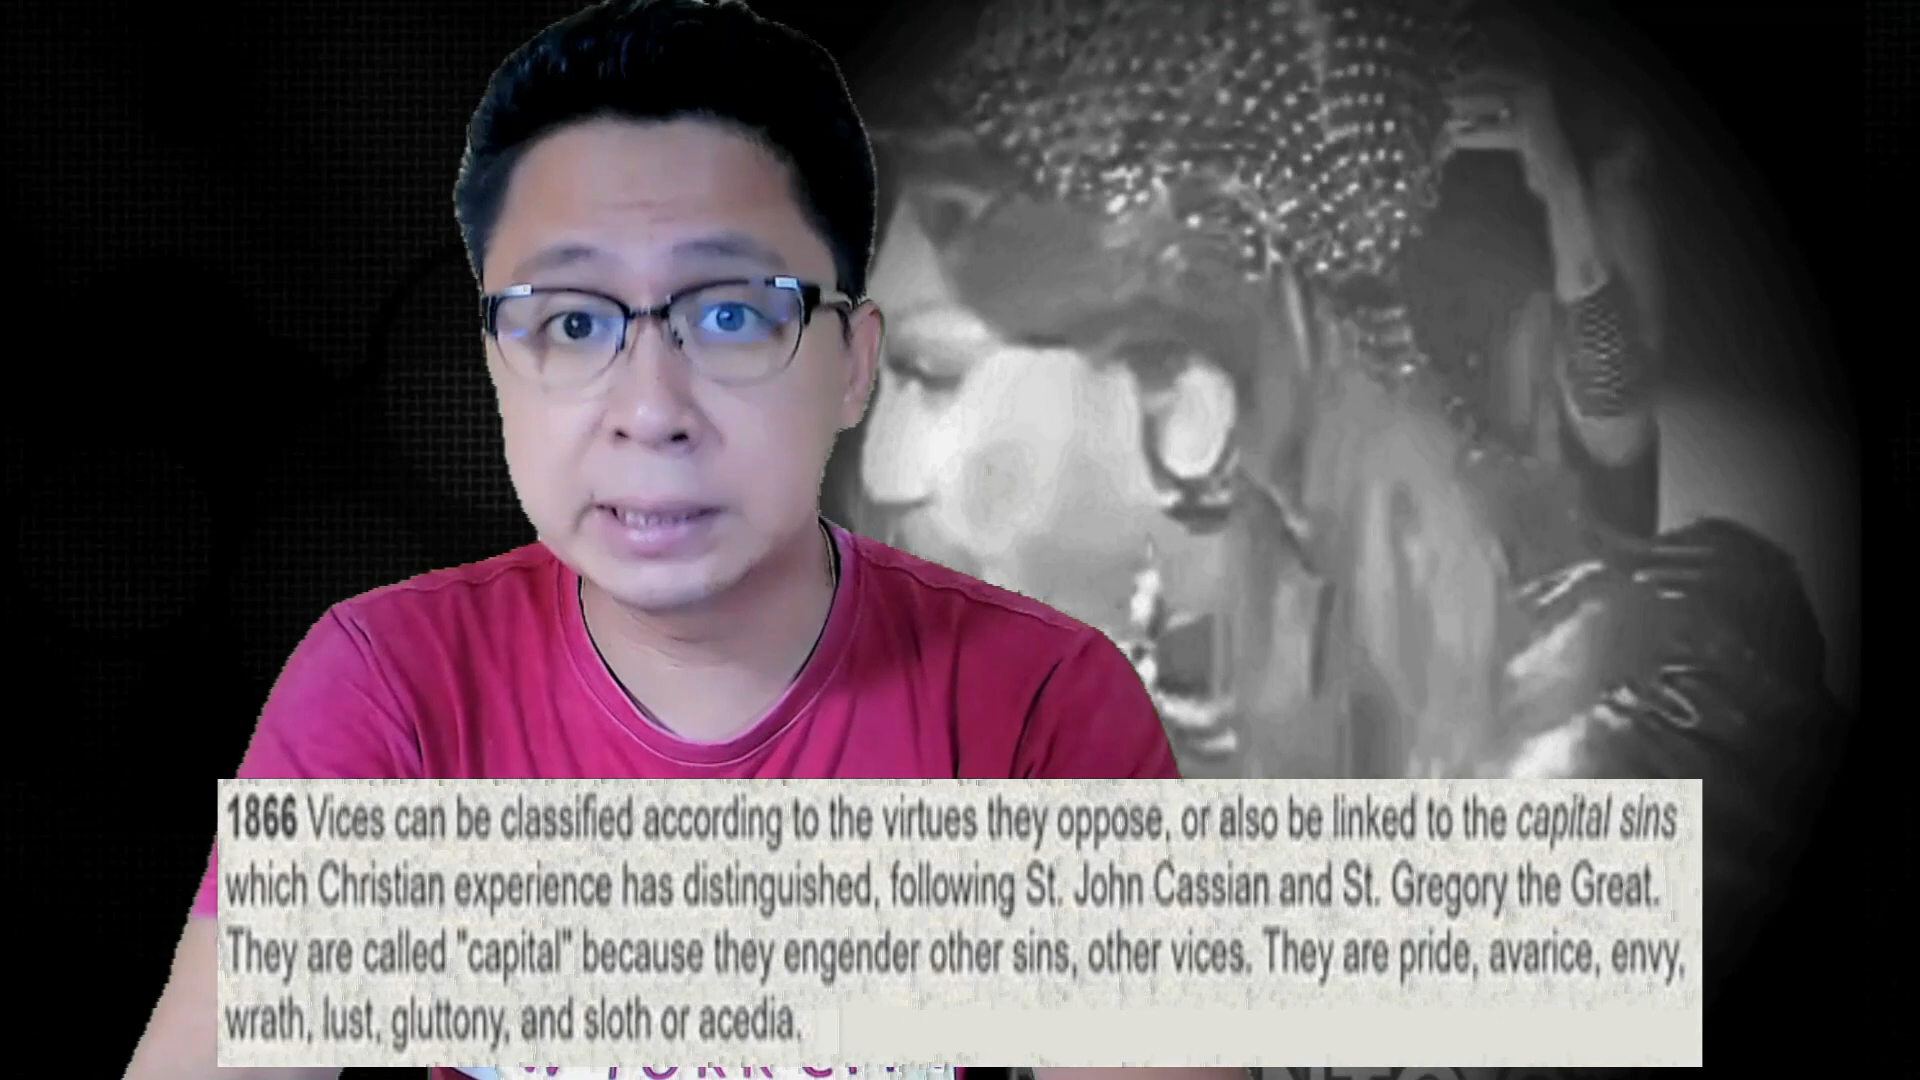 1866 Vices can be classified according to the virtues they oppose, or also be linked to the capital sins
which Christian experience has distinguished, following St. John Cassian and St. Gregory the Great.
They are called "capital" because they engender other sins, other vices. They are pride, avarice, envy,
wrath, lust, gluttony, and sloth or acedia.